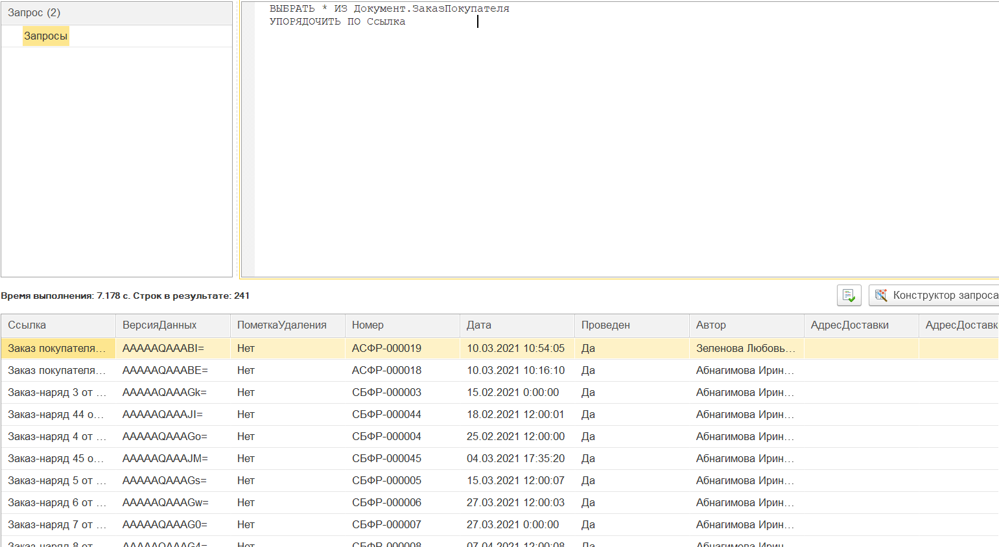 Запрос (2)
Запросы
ВЫБРАТЬ * ИЗ Документ.ЗаказПокупателя
УПОРЯДОЧИТЬ ПО Ссылка
Время выполнения: 7.178 с. Строк в результате: 241
Конструктор запроса
Ссылка ВерсияДанных ПометкаУдаления Номер Дата Проведен Автор АдресДоставки АдресДоставк
Заказ покупателя... AAAAAQAAABI= Нет АСФР-000019 10.03.2021 10:54:05 Да Зеленова Любовь...
Заказ покупателя... AAAAAQAAABE= Нет АСФР-000018 10.03.2021 10:16:10 Да Абнагимова Ирин...
Заказ-наряд 3 от ... AAAAAQAAAGk= Нет СБФР-000003 15.02.2021 0:00:00 Да Абнагимова Ирин...
Заказ-наряд 44 о... AAAAAQAAAJI= Нет СБФР-000044 18.02.2021 12:00:01 Да Абнагимова Ирин...
Заказ-наряд 4 от ... AAAAAQAAAGo= Нет СБФР-000004 25.02.2021 12:00:00 Да Абнагимова Ирин...
Заказ-наряд 45 о... AAAAAQAAAJM= Нет СБФР-000045 04.03.2021 17:35:20 Да Абнагимова Ирин...
Заказ-наряд 5 от ... AAAAAQAAAGs= Нет СБФР-000005 15.03.2021 12:00:07 Да Абнагимова Ирин...
Заказ-наряд 6 от ... AAAAAQAAAGw= Нет СБФР-000006 27.03.2021 12:00:03 Да Абнагимова Ирин...
Заказ-наряд 7 от ... AAAAAQAAAG0= Нет СБФР-000007 27.03.2021 0:00:00 Да Абнагимова Ирин...
Заказ-наряд 8 от ... AAAAAQAAAG4= Нет СБФР-000008 07.04.2021 12:00:08 Да Абнагимова Ирин...